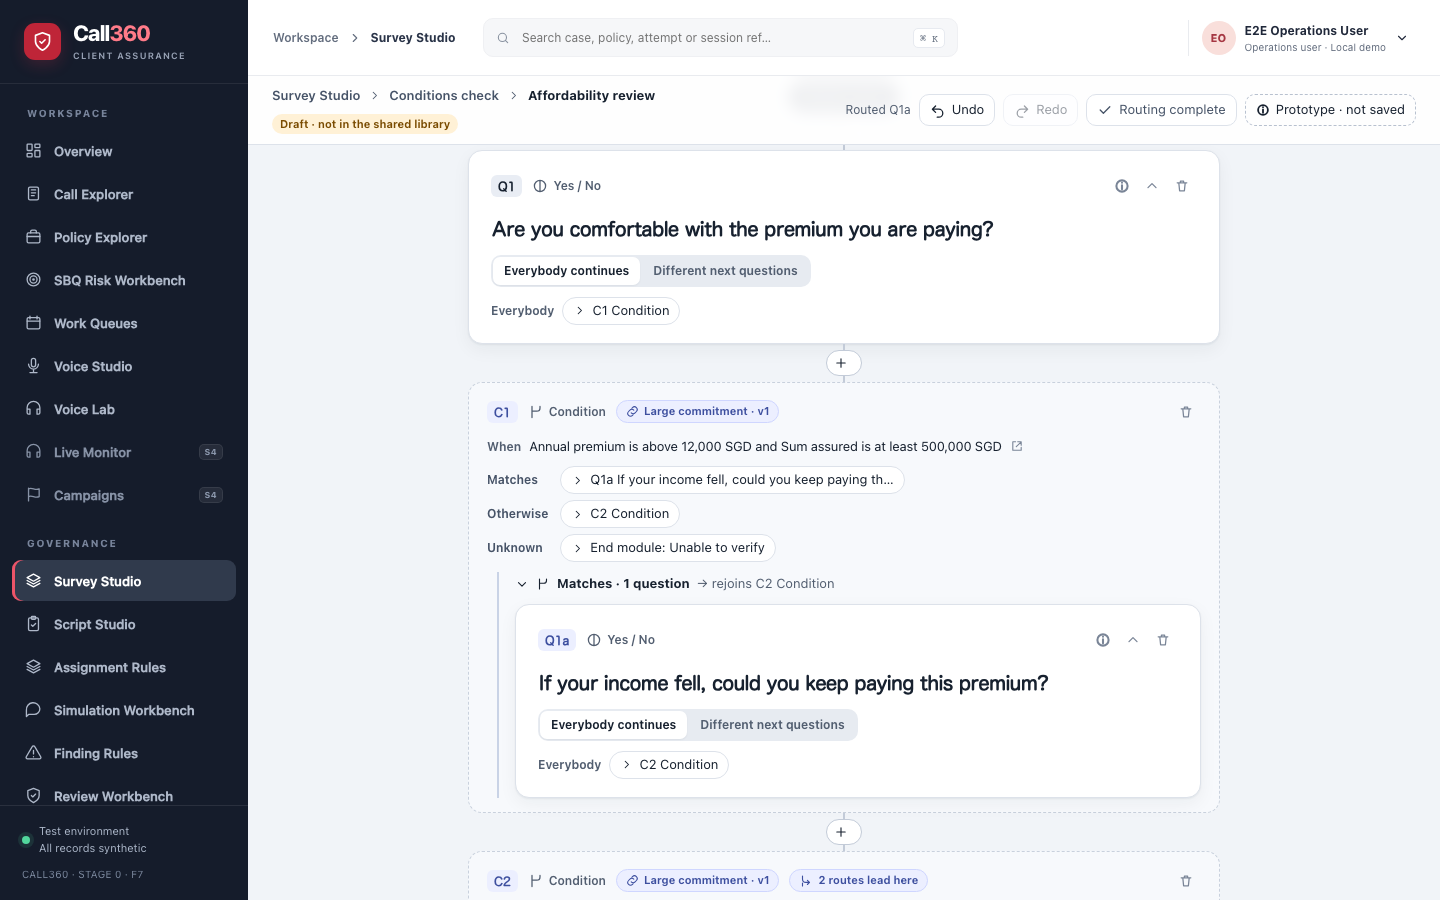 Call360
CLIENT ASSURANCE
WORKSPACE
Overview
Call Explorer
Policy Explorer
SBQ Risk Workbench
Work Queues
Voice Studio
Voice Lab
Live Monitor S4
Campaigns S4
GOVERNANCE
Survey Studio
Script Studio
Assignment Rules
Simulation Workbench
Finding Rules
Review Workbench
Test environment
All records synthetic
CALL360 · STAGE 0 · F7
Workspace Survey Studio
Search case, policy, attempt or session ref...
⌘ K
EO
E2E Operations User
Operations user · Local demo
Survey Studio Conditions check Affordability review
Draft · not in the shared library
Routed Q1a Undo Redo Routing complete Prototype · not saved
Q1 Yes / No
Are you comfortable with the premium you are paying?
Everybody continues Different next questions
Everybody C1 Condition
C1 Condition Large commitment · v1
When Annual premium is above 12,000 SGD and Sum assured is at least 500,000 SGD
Matches Q1a If your income fell, could you keep paying th...
Otherwise C2 Condition
Unknown End module: Unable to verify
Matches · 1 question → rejoins C2 Condition
Q1a Yes / No
If your income fell, could you keep paying this premium?
Everybody continues Different next questions
Everybody C2 Condition
C2 Condition Large commitment · v1 2 routes lead here